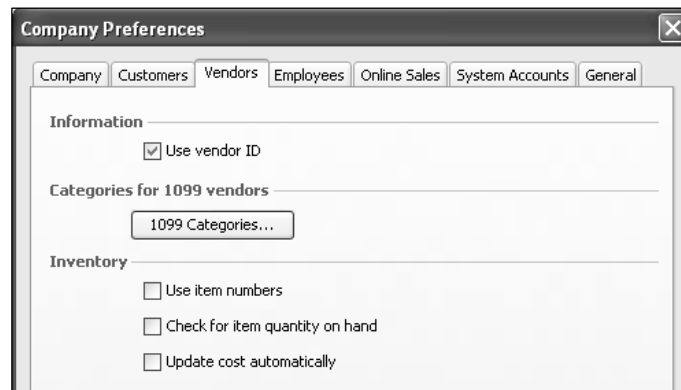 Company Preferences
Company Customers Vendors Employees Online Sales System Accounts General
Information
Use vendor ID
Categories for 1099 vendors
1099 Categories...
Inventory
Use item numbers
Check for item quantity on hand
Update cost automatically